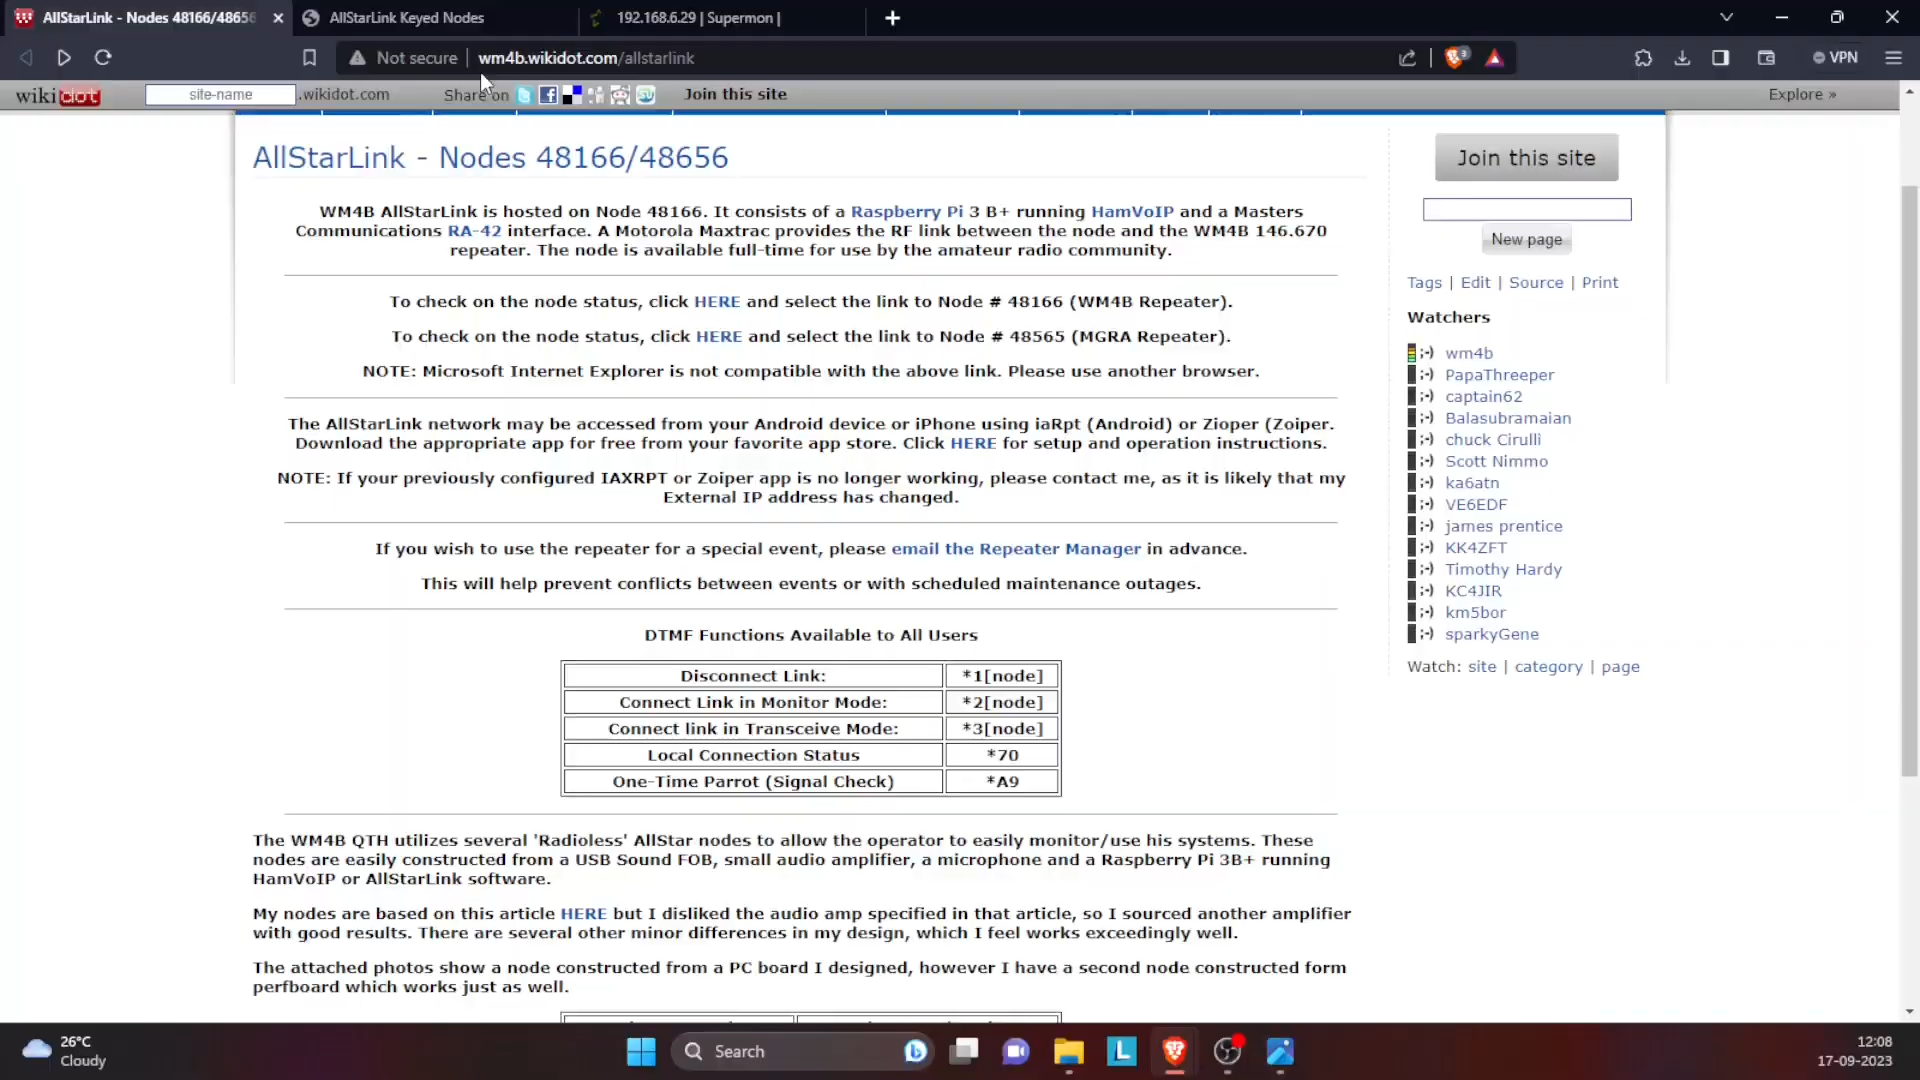 AllStarLink - Nodes 48166/48656
AllStarLink Keyed Nodes
192.168.6.29 | Supermon |
Not secure
wm4b.wikidot.com/allstarlink
3
VPN
wikidot
site-name
.wikidot.com
Share on
Join this site
Explore »
AllStarLink - Nodes 48166/48656
WM4B AllStarLink is hosted on Node 48166. It consists of a Raspberry Pi 3 B+ running HamVoIP and a Masters
Communications RA-42 interface. A Motorola Maxtrac provides the RF link between the node and the WM4B 146.670
repeater. The node is available full-time for use by the amateur radio community.
To check on the node status, click HERE and select the link to Node # 48166 (WM4B Repeater).
To check on the node status, click HERE and select the link to Node # 48565 (MGRA Repeater).
NOTE: Microsoft Internet Explorer is not compatible with the above link. Please use another browser.
The AllStarLink network may be accessed from your Android device or iPhone using iaRpt (Android) or Zioper (Zoiper.
Download the appropriate app for free from your favorite app store. Click HERE for setup and operation instructions.
NOTE: If your previously configured IAXRPT or Zoiper app is no longer working, please contact me, as it is likely that my
External IP address has changed.
If you wish to use the repeater for a special event, please email the Repeater Manager in advance.
This will help prevent conflicts between events or with scheduled maintenance outages.
DTMF Functions Available to All Users
Disconnect Link: *1[node]
Connect Link in Monitor Mode: *2[node]
Connect link in Transceive Mode: *3[node]
Local Connection Status *70
One-Time Parrot (Signal Check) *A9
The WM4B QTH utilizes several 'Radioless' AllStar nodes to allow the operator to easily monitor/use his systems. These
nodes are easily constructed from a USB Sound FOB, small audio amplifier, a microphone and a Raspberry Pi 3B+ running
HamVoIP or AllStarLink software.
My nodes are based on this article HERE but I disliked the audio amp specified in that article, so I sourced another amplifier
with good results. There are several other minor differences in my design, which I feel works exceedingly well.
The attached photos show a node constructed from a PC board I designed, however I have a second node constructed form
perfboard which works just as well.
Join this site
New page
Tags | Edit | Source | Print
Watchers
;-) wm4b
;-) PapaThreeper
;-) captain62
;-) Balasubramaian
;-) chuck Cirulli
;-) Scott Nimmo
;-) ka6atn
;-) VE6EDF
;-) james prentice
;-) KK4ZFT
;-) Timothy Hardy
;-) KC4JIR
;-) km5bor
;-) sparkyGene
Watch: site | category | page
26°C
Cloudy
Search
L
12:08
17-09-2023